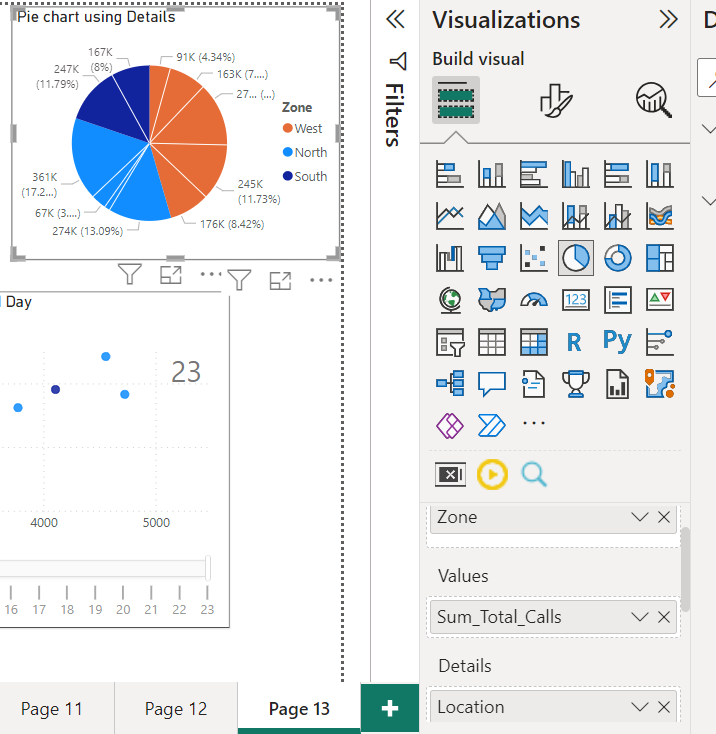 Pie chart using Details
167K
(8%)
247K
(11.79%)
91K (4.34%)
163K (7....)
27... (...)
361K
(17.2...)
67K (3....)
274K (13.09%)
245K
(11.73%)
176K (8.42%)
Zone
West
North
South
Day
23
4000
5000
16 17 18 19 20 21 22 23
Page 11
Page 12
Page 13
+
Filters
Visualizations
Build visual
123
R
Py
Zone
Values
Sum_Total_Calls
Details
Location